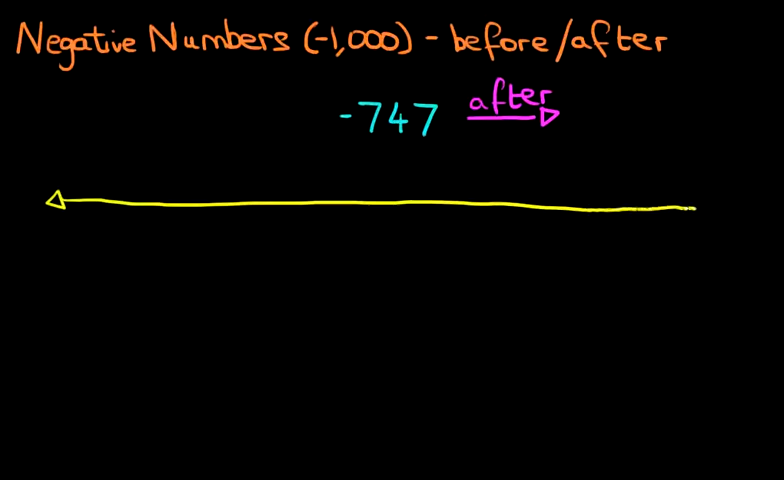 Negative Numbers (-1,000) - before/after
-747 after